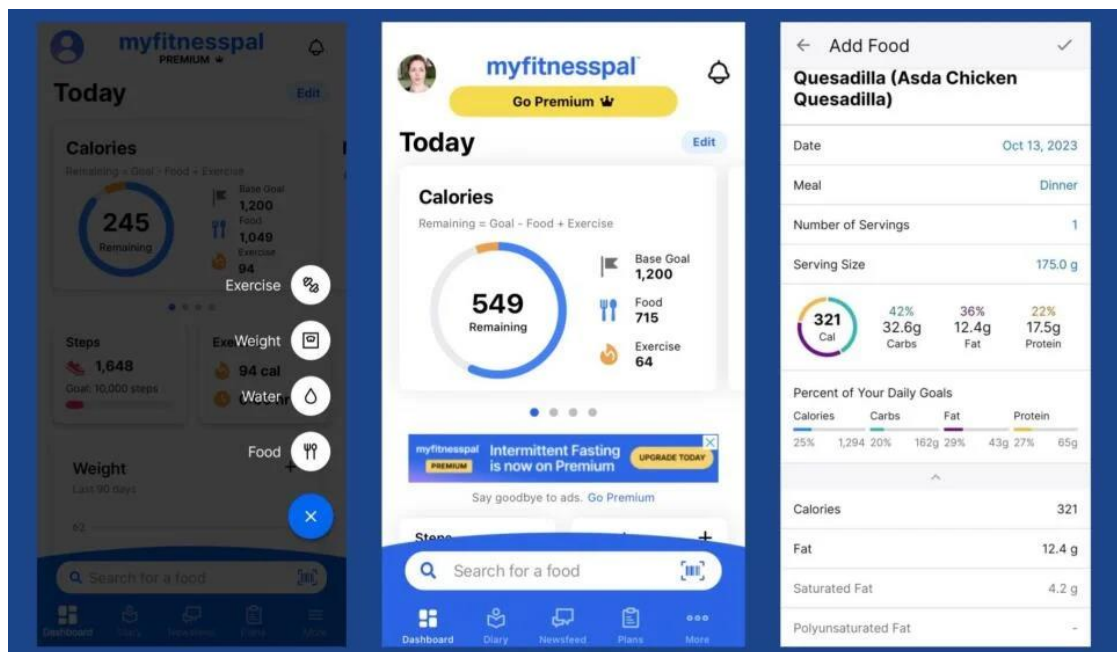 myfitnesspal
PREMIUM
Today
Edit
Calories
Remaining = Goal - Food + Exercise
245
Remaining
Base Goal
1,200
Food
1,049
Exercise
94
Exercise
Weight
Water
Food
Steps
1,648
Goal: 10,000 steps
94 cal
Weight
Last 90 days
Search for a food
Dashboard
Diary
Newsfeed
Plans
More
myfitnesspal
Go Premium
Today
Edit
Calories
Remaining = Goal - Food + Exercise
549
Remaining
Base Goal
1,200
Food
715
Exercise
64
myfitnesspal
PREMIUM
Intermittent Fasting
is now on Premium
UPGRADE TODAY
Say goodbye to ads. Go Premium
Steps
Search for a food
Dashboard
Diary
Newsfeed
Plans
More
Add Food
Quesadilla (Asda Chicken
Quesadilla)
Date Oct 13, 2023
Meal Dinner
Number of Servings 1
Serving Size 175.0 g
321
Cal
42% 36% 22%
32.6g 12.4g 17.5g
Carbs Fat Protein
Percent of Your Daily Goals
Calories Carbs Fat Protein
25% 1,294 20% 162g 29% 43g 27% 65g
Calories 321
Fat 12.4 g
Saturated Fat 4.2 g
Polyunsaturated Fat -